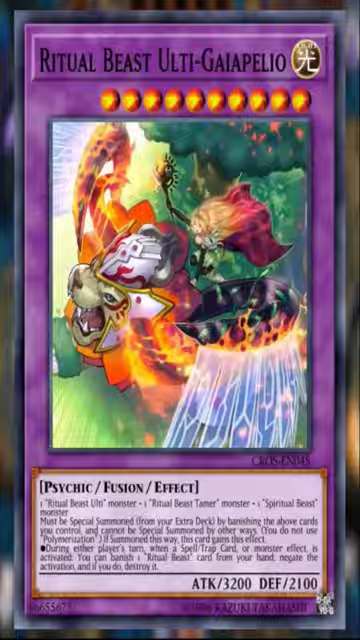 RITUAL BEAST ULTI-GAIAPELIO
光
CROS-EN045
[PSYCHIC / FUSION / EFFECT]
1 "Ritual Beast Ulti" monster + 1 "Ritual Beast Tamer" monster + 1 "Spiritual Beast"
monster
Must be Special Summoned (from your Extra Deck) by banishing the above cards
you control, and cannot be Special Summoned by other ways. (You do not use
"Polymerization".) If Summoned this way, this card gains this effect.
●During either player's turn, when a Spell/Trap Card, or monster effect, is
activated: You can banish 1 "Ritual Beast" card from your hand; negate the
activation, and if you do, destroy it.
ATK/3200 DEF/2100
KAZUKI TAKAHASHI